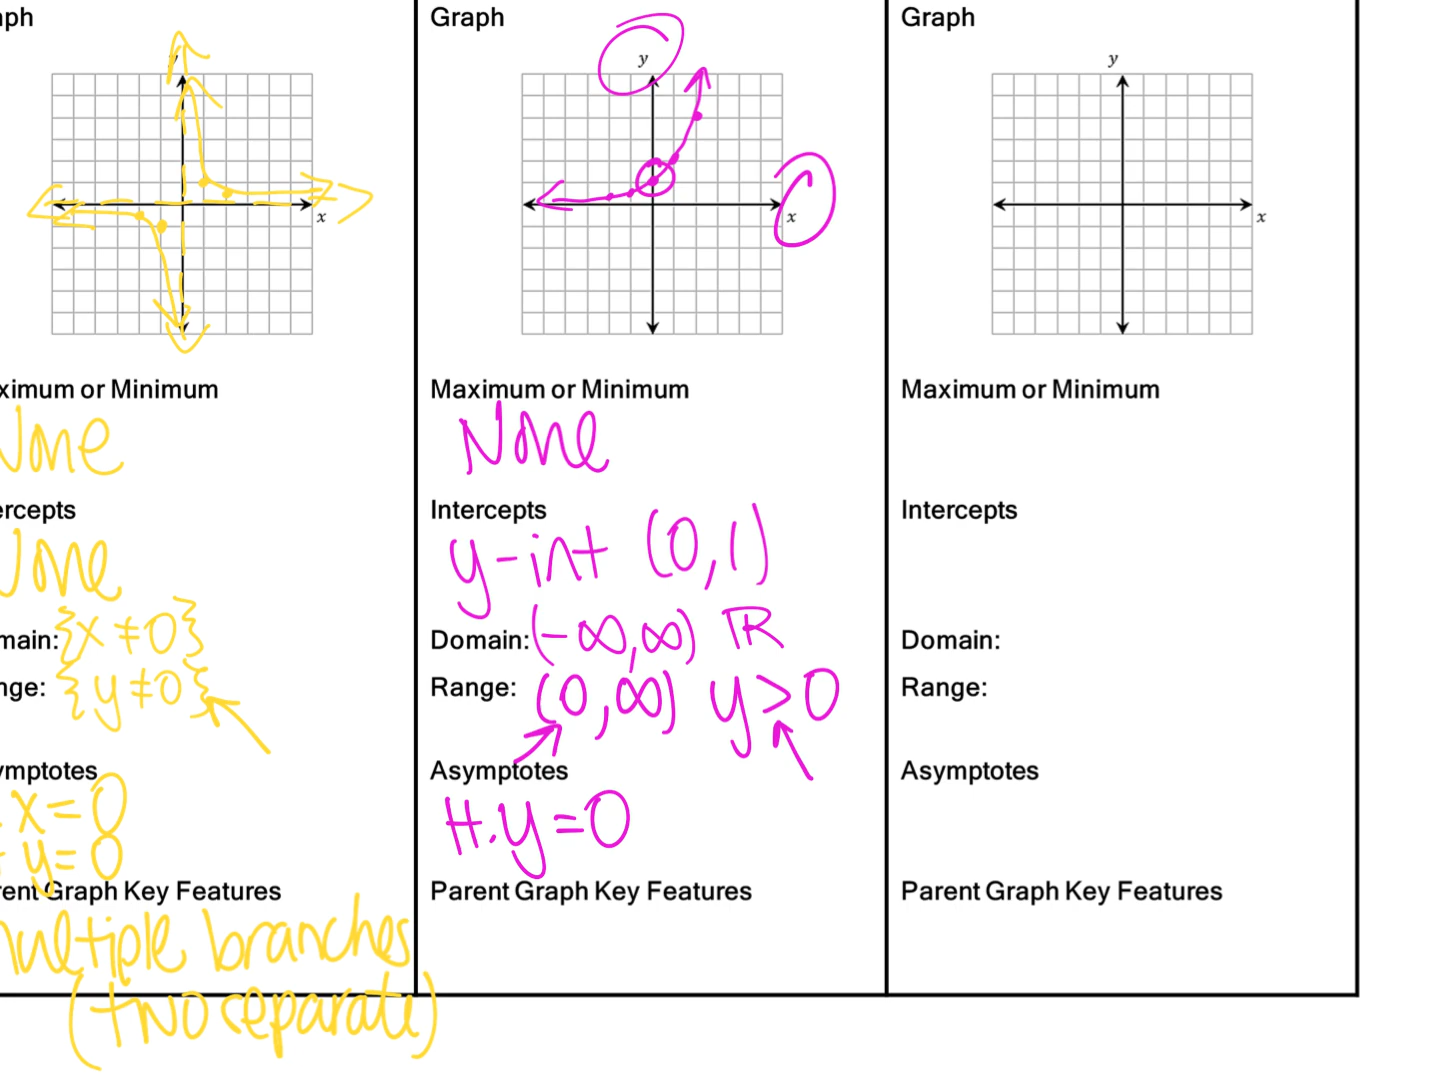 aph
y
x
ximum or Minimum
None
ercepts
None
main: {x ≠ 0}
nge: {y ≠ 0}
ymptotes
x = 0
y = 0
ent Graph Key Features
multiple branches
(two separate)
Graph
y
x
Maximum or Minimum
None
Intercepts
y-int (0,1)
Domain: (-∞,∞) ℝ
Range: (0,∞) y>0
Asymptotes
H. y=0
Parent Graph Key Features
Graph
y
x
Maximum or Minimum
Intercepts
Domain:
Range:
Asymptotes
Parent Graph Key Features